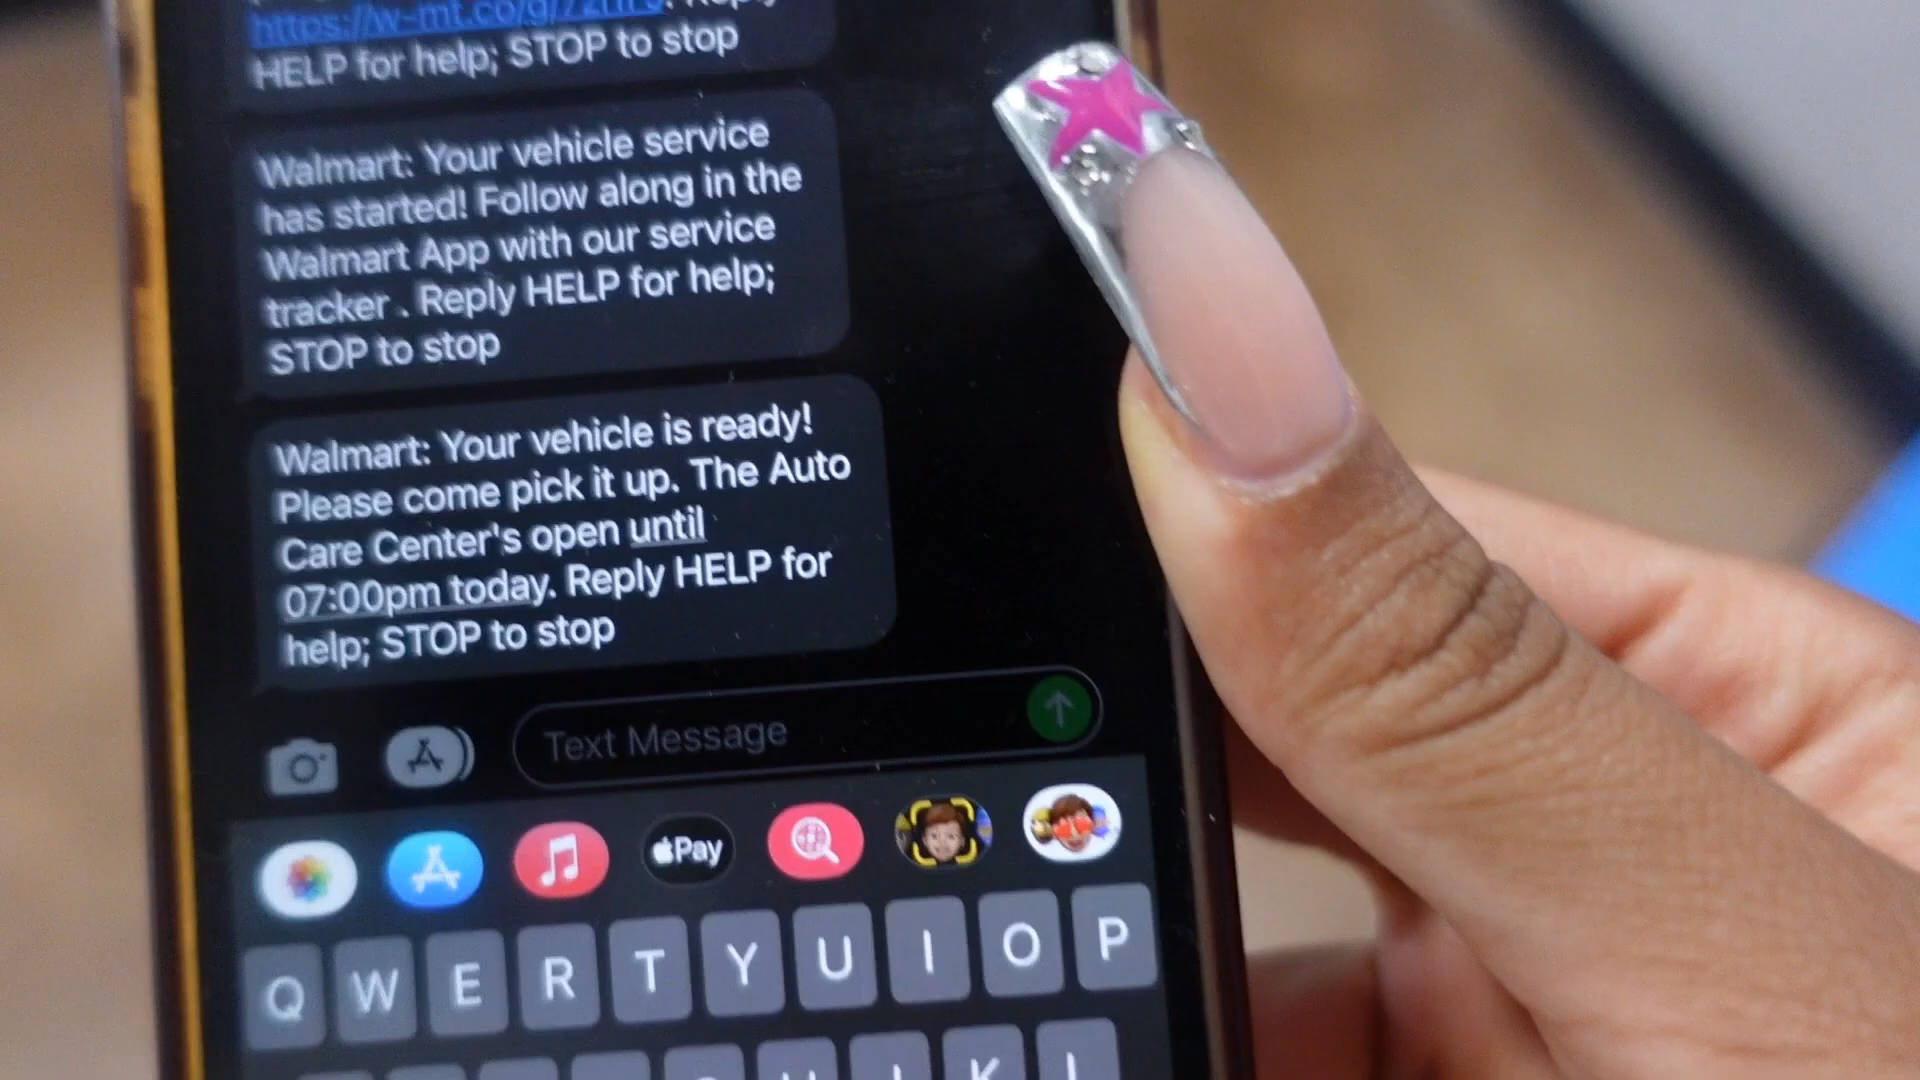 HELP for help; STOP to stop
Walmart: Your vehicle service
has started! Follow along in the
Walmart App with our service
tracker . Reply HELP for help;
STOP to stop
Walmart: Your vehicle is ready!
Please come pick it up. The Auto
Care Center's open until
07:00pm today. Reply HELP for
help; STOP to stop
Text Message
Pay
Q W E R T Y U I O P